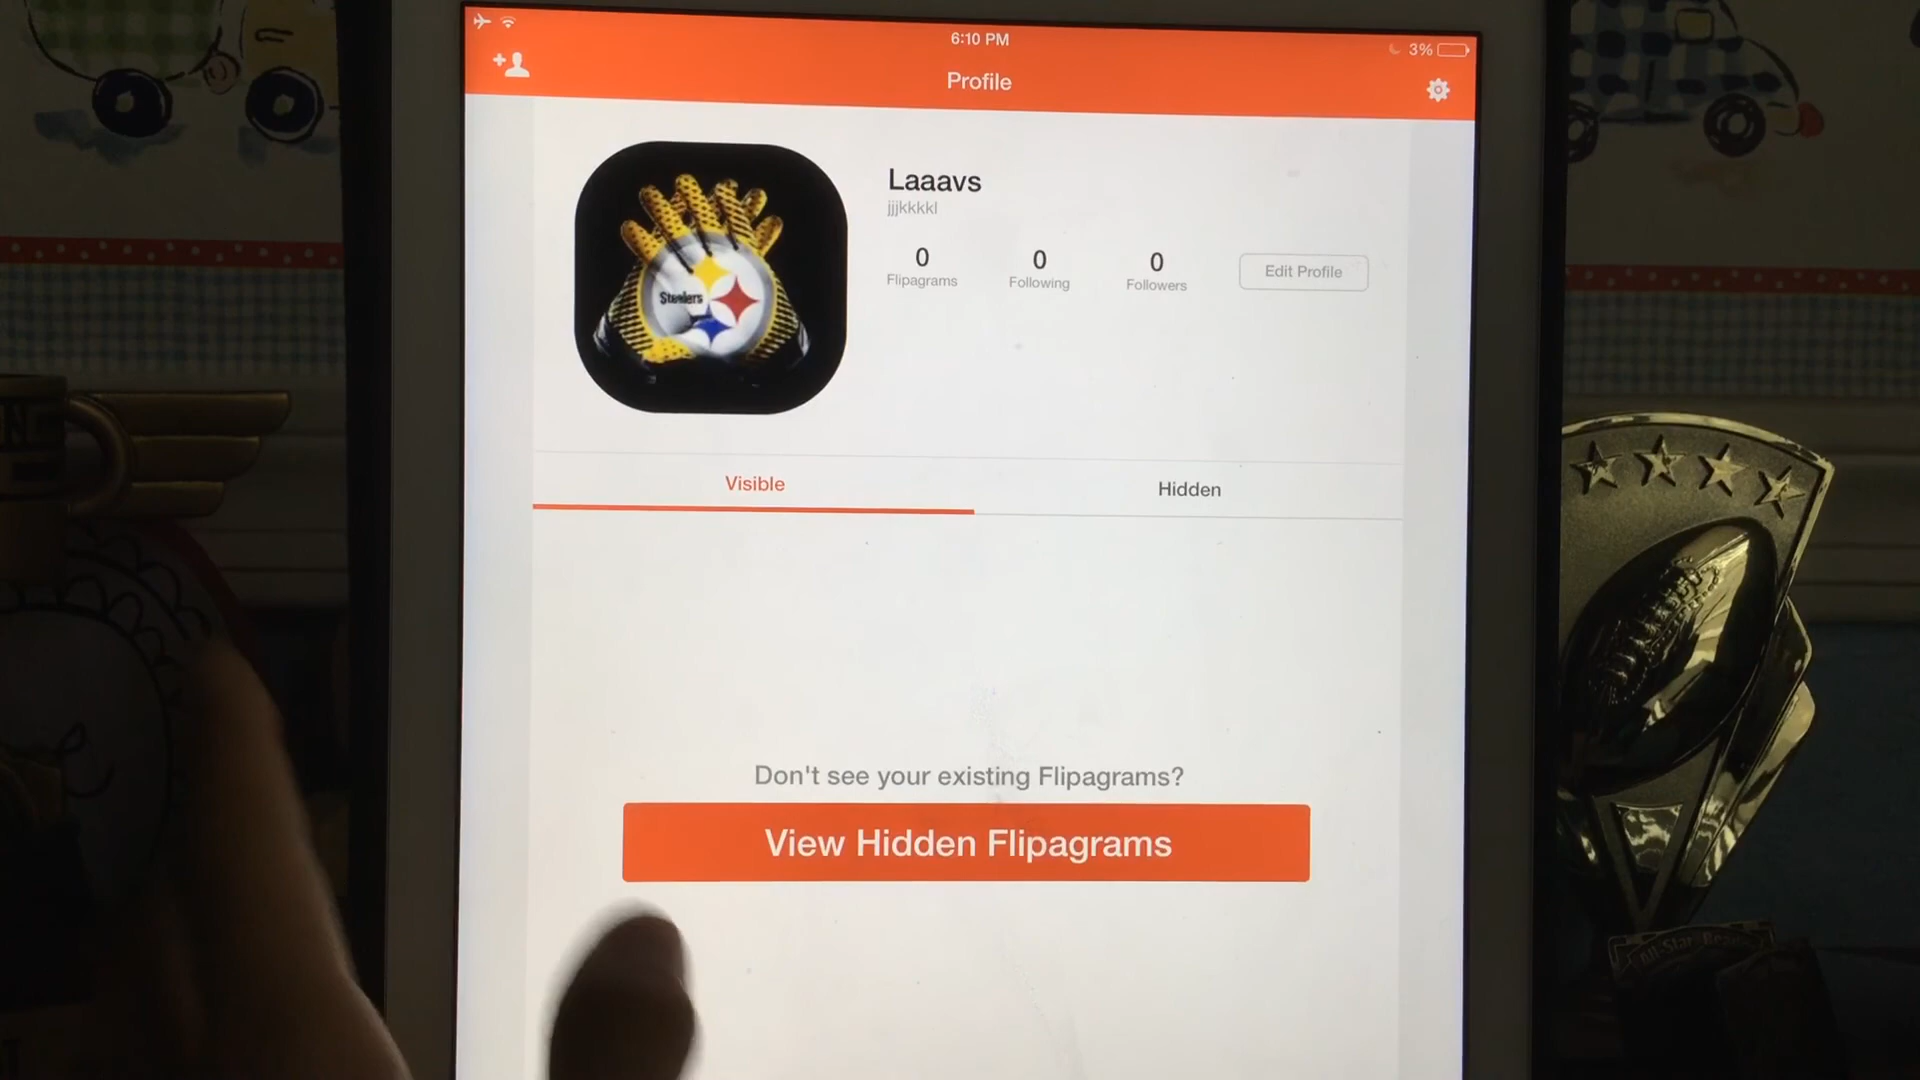 6:10 PM
3%
Profile
Laaavs
jjjkkkkl
0
0
0
Flipagrams
Following
Followers
Edit Profile
Steelers
Visible
Hidden
Don't see your existing Flipagrams?
View Hidden Flipagrams